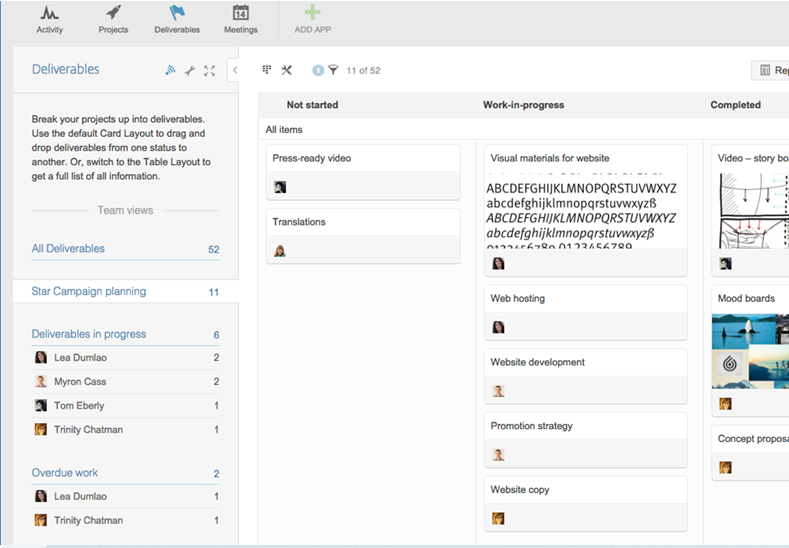 Activity
Projects
Deliverables
14
Meetings
ADD APP
Deliverables
1
11 of 52
Rep
Break your projects up into deliverables.
Use the default Card Layout to drag and
drop deliverables from one status to
another. Or, switch to the Table Layout to
get a full list of all information.
Team views
All Deliverables 52
Star Campaign planning 11
Deliverables in progress 6
Lea Dumlao 2
Myron Cass 2
Tom Eberly 1
Trinity Chatman 1
Overdue work 2
Lea Dumlao 1
Trinity Chatman 1
Not started
Work-in-progress
Completed
All items
Press-ready video
Translations
Visual materials for website
ABCDEFGHIJKLMNOPQRSTUVWXYZ
abcdefghijklmnopqrstuvwxyzß
ABCDEFGHIJKLMNOPQRSTUVWXYZ
abcdefghijklmnopqrstuvwxyzß
0123456789 0123456789
Web hosting
Website development
Promotion strategy
Website copy
Video – story bo
Mood boards
Concept propos